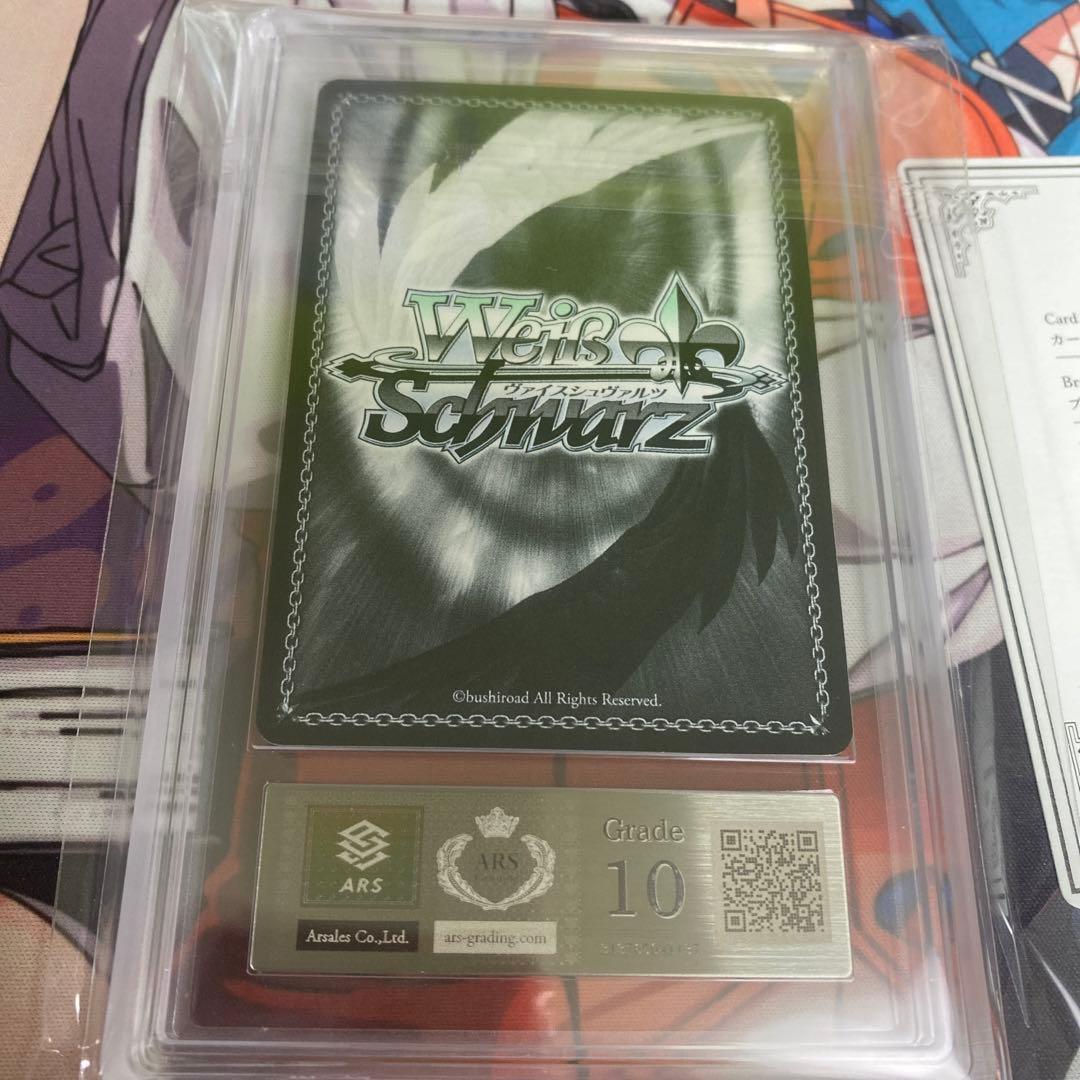 Weiß
ヴァイスシュヴァルツ
Schwarz
©bushiroad All Rights Reserved.
ARS
Arsales Co.,Ltd.
ARS
ars-grading.com
Grade
10
Card
カー
Br
ブ